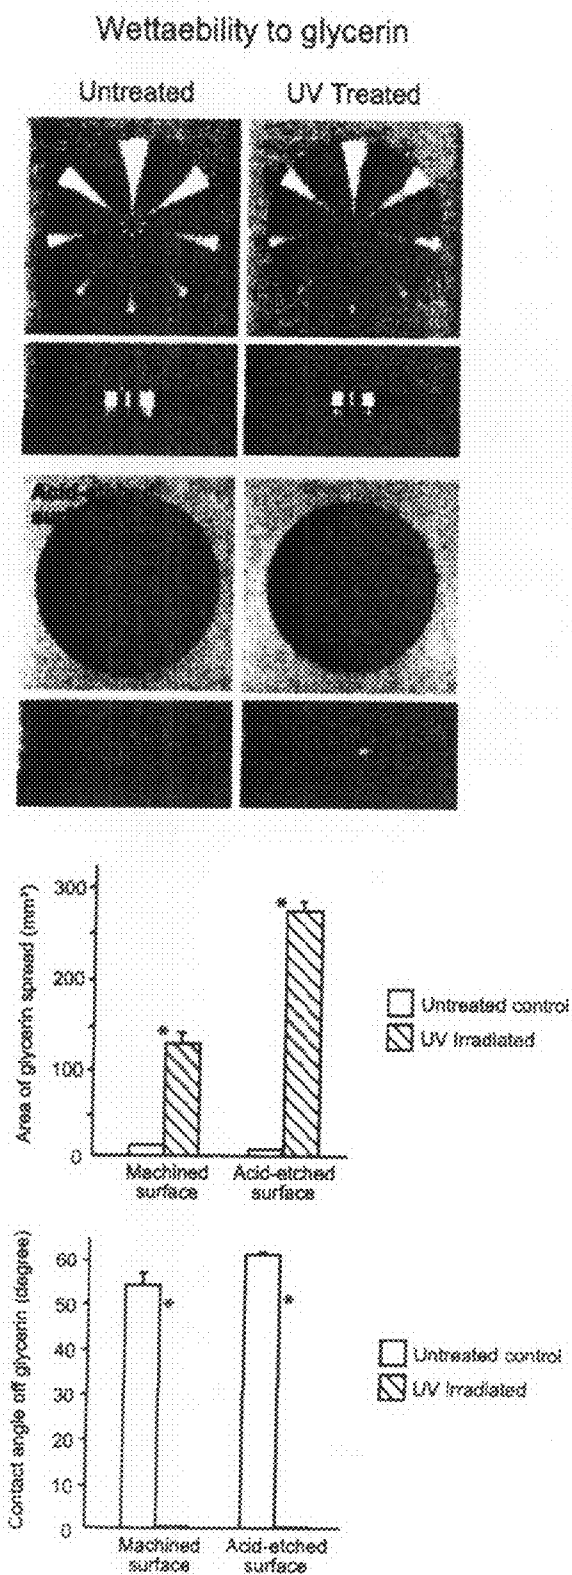 Wettaebility to glycerin
Untreated
UV Treated
Acid-etched
300
200
100
0
Area of glycerin spread (mm²)
*
*
Machined
surface
Acid-etched
surface
Untreated control
UV Irradiated
60
50
40
30
20
10
0
Contact angle off glycerin (degree)
*
*
Machined
surface
Acid-etched
surface
Untreated control
UV Irradiated